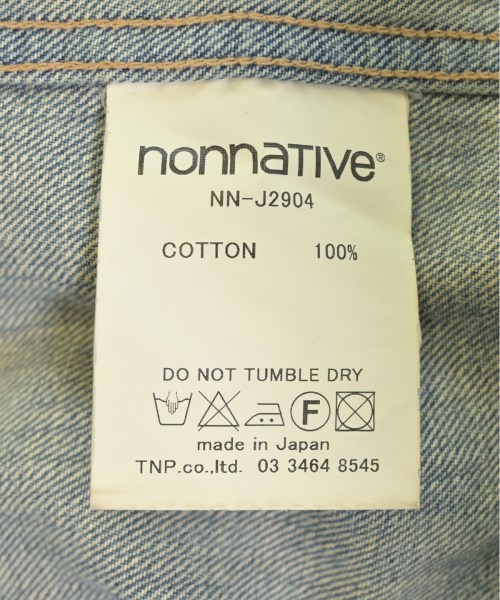 nonnative®
NN-J2904
COTTON 100%
DO NOT TUMBLE DRY
F
made in Japan
TNP.co.,ltd. 03 3464 8545